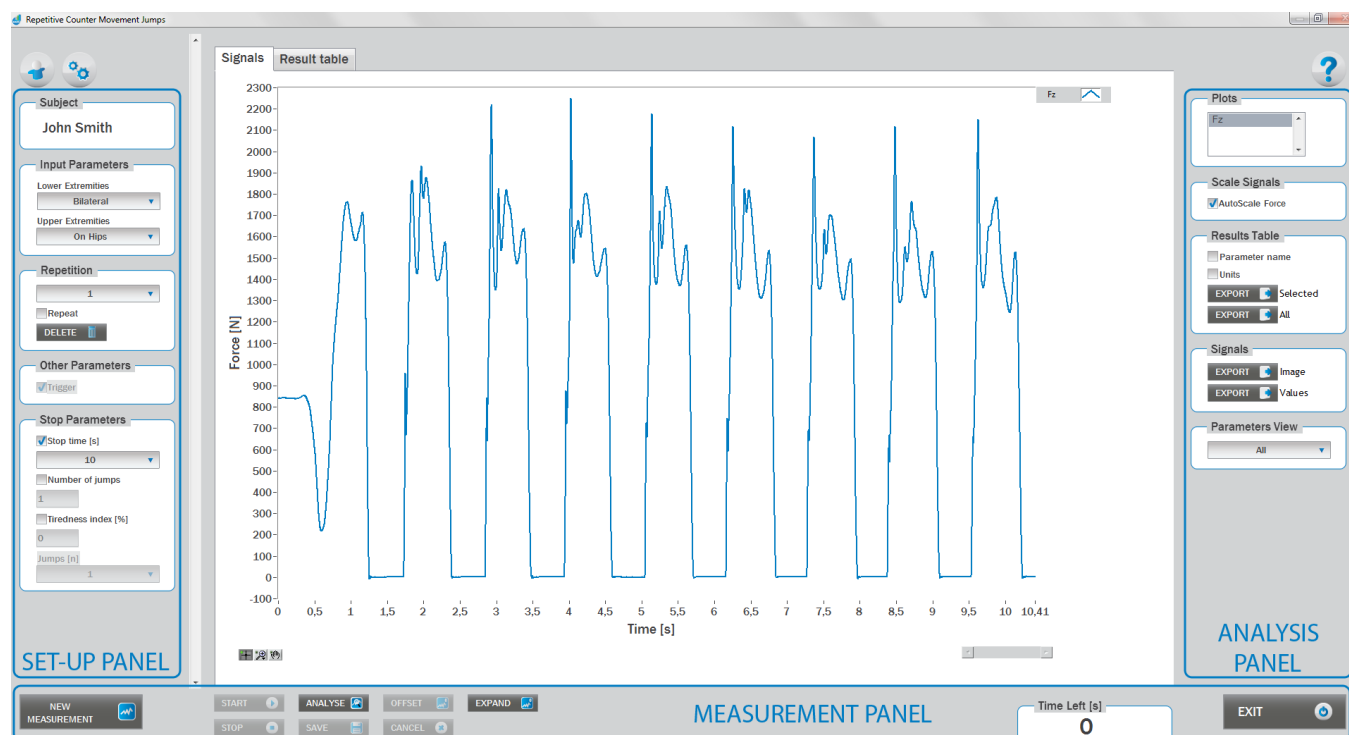 Repetitive Counter Movement Jumps
Subject
John Smith
Input Parameters
Lower Extremities
Bilateral
Upper Extremities
On Hips
Repetition
1
Repeat
DELETE
Other Parameters
Trigger
Stop Parameters
Stop time [s]
10
Number of jumps
1
Tiredness index [%]
0
Jumps [n]
1
SET-UP PANEL
Signals Result table
Fz
2300
2200
2100
2000
1900
1800
1700
1600
1500
1400
1300
1200
1100
1000
900
800
700
600
500
400
300
200
100
0
-100
Force [N]
0 0,5 1 1,5 2 2,5 3 3,5 4 4,5 5 5,5 6 6,5 7 7,5 8 8,5 9 9,5 10 10,41
Time [s]
?
Plots
Fz
Scale Signals
AutoScale Force
Results Table
Parameter name
Units
EXPORT Selected
EXPORT All
Signals
EXPORT Image
EXPORT Values
Parameters View
All
ANALYSIS
PANEL
NEW
MEASUREMENT
START ANALYSE OFFSET EXPAND
STOP SAVE CANCEL
MEASUREMENT PANEL
Time Left [s]
0
EXIT